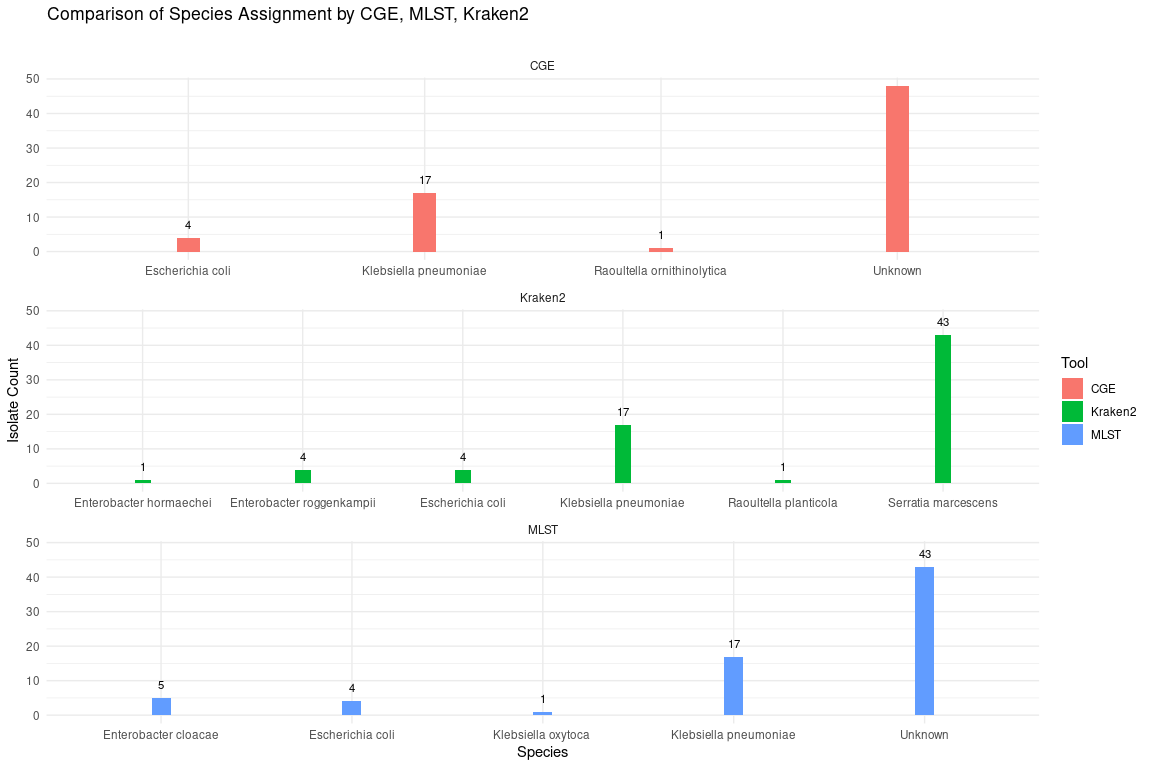 Comparison of Species Assignment by CGE, MLST, Kraken2
CGE
50
40
30
20
10
0
4
17
1
Escherichia coli
Klebsiella pneumoniae
Raoultella ornithinolytica
Unknown
Kraken2
50
40
30
20
10
0
1
4
4
17
1
43
Enterobacter hormaechei
Enterobacter roggenkampii
Escherichia coli
Klebsiella pneumoniae
Raoultella planticola
Serratia marcescens
MLST
50
40
30
20
10
0
5
4
1
17
43
Enterobacter cloacae
Escherichia coli
Klebsiella oxytoca
Klebsiella pneumoniae
Unknown
Species
Isolate Count
Tool
CGE
Kraken2
MLST